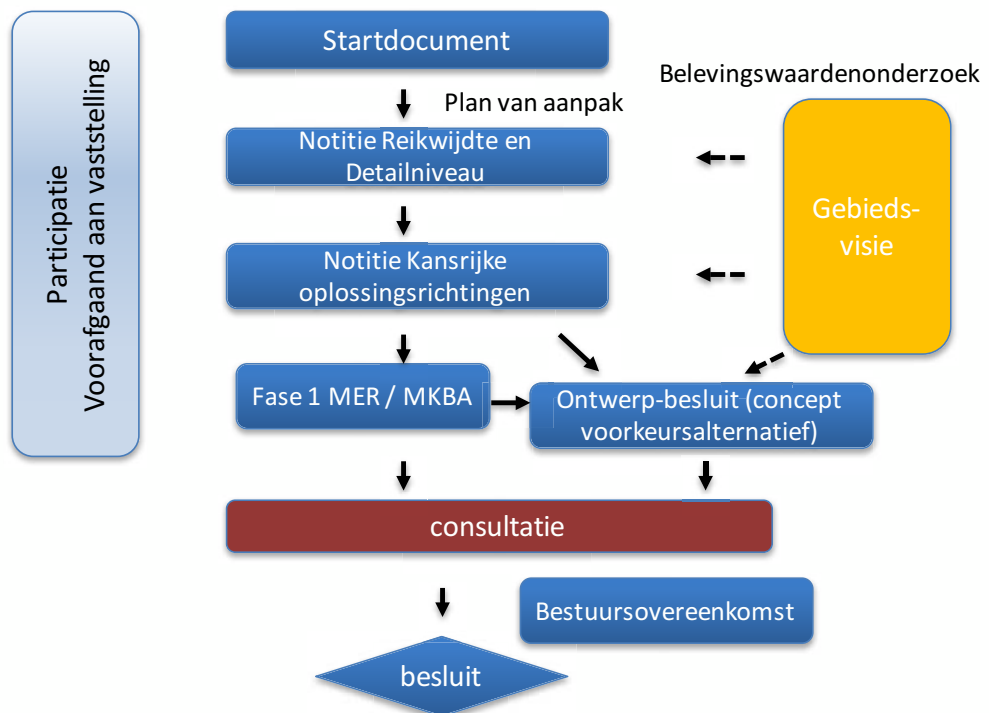 Participatie
Voorafgaand aan vaststelling
Startdocument
Plan van aanpak
Belevingswaardenonderzoek
Notitie Reikwijdte en
Detailniveau
Gebieds-
visie
Notitie Kansrijke
oplossingsrichtingen
Fase 1 MER / MKBA
Ontwerp-besluit (concept
voorkeursalternatief)
consultatie
Bestuursovereenkomst
besluit